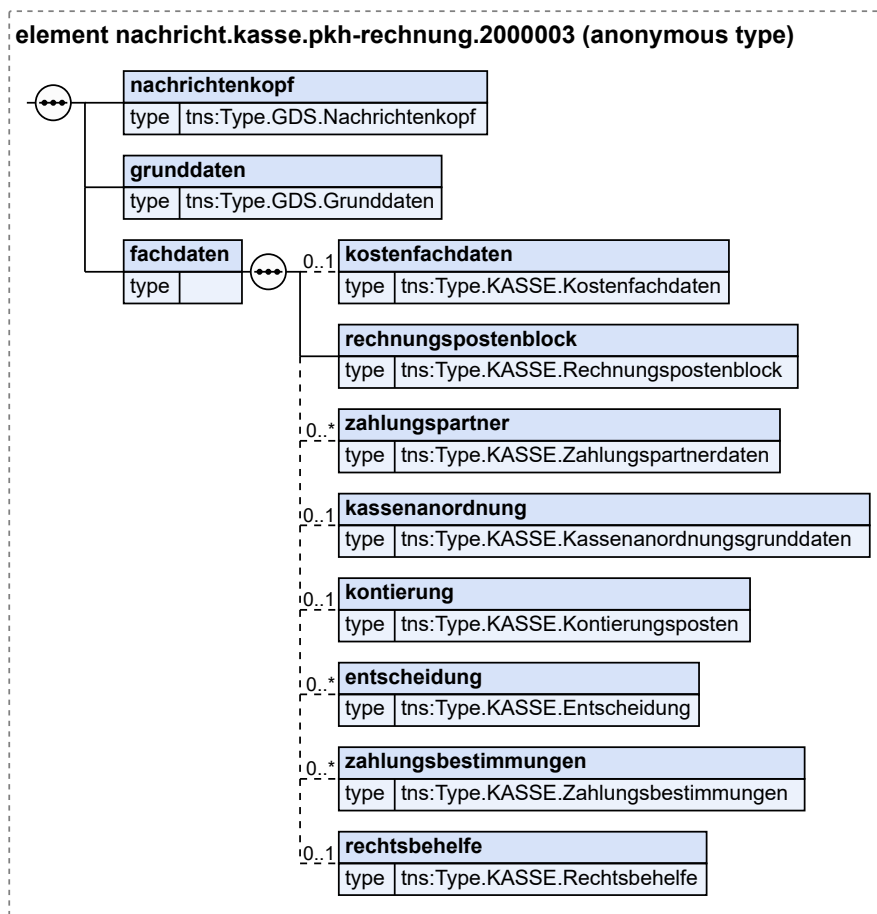 element nachricht.kasse.pkh-rechnung.2000003 (anonymous type)
nachrichtenkopf
type tns:Type.GDS.Nachrichtenkopf
grunddaten
type tns:Type.GDS.Grunddaten
fachdaten
type
0..1 kostenfachdaten
type tns:Type.KASSE.Kostenfachdaten
rechnungspostenblock
type tns:Type.KASSE.Rechnungspostenblock
0..* zahlungspartner
type tns:Type.KASSE.Zahlungspartnerdaten
0..1 kassenanordnung
type tns:Type.KASSE.Kassenanordnungsgrunddaten
0..1 kontierung
type tns:Type.KASSE.Kontierungsposten
0..* entscheidung
type tns:Type.KASSE.Entscheidung
0..* zahlungsbestimmungen
type tns:Type.KASSE.Zahlungsbestimmungen
0..1 rechtsbehelfe
type tns:Type.KASSE.Rechtsbehelfe